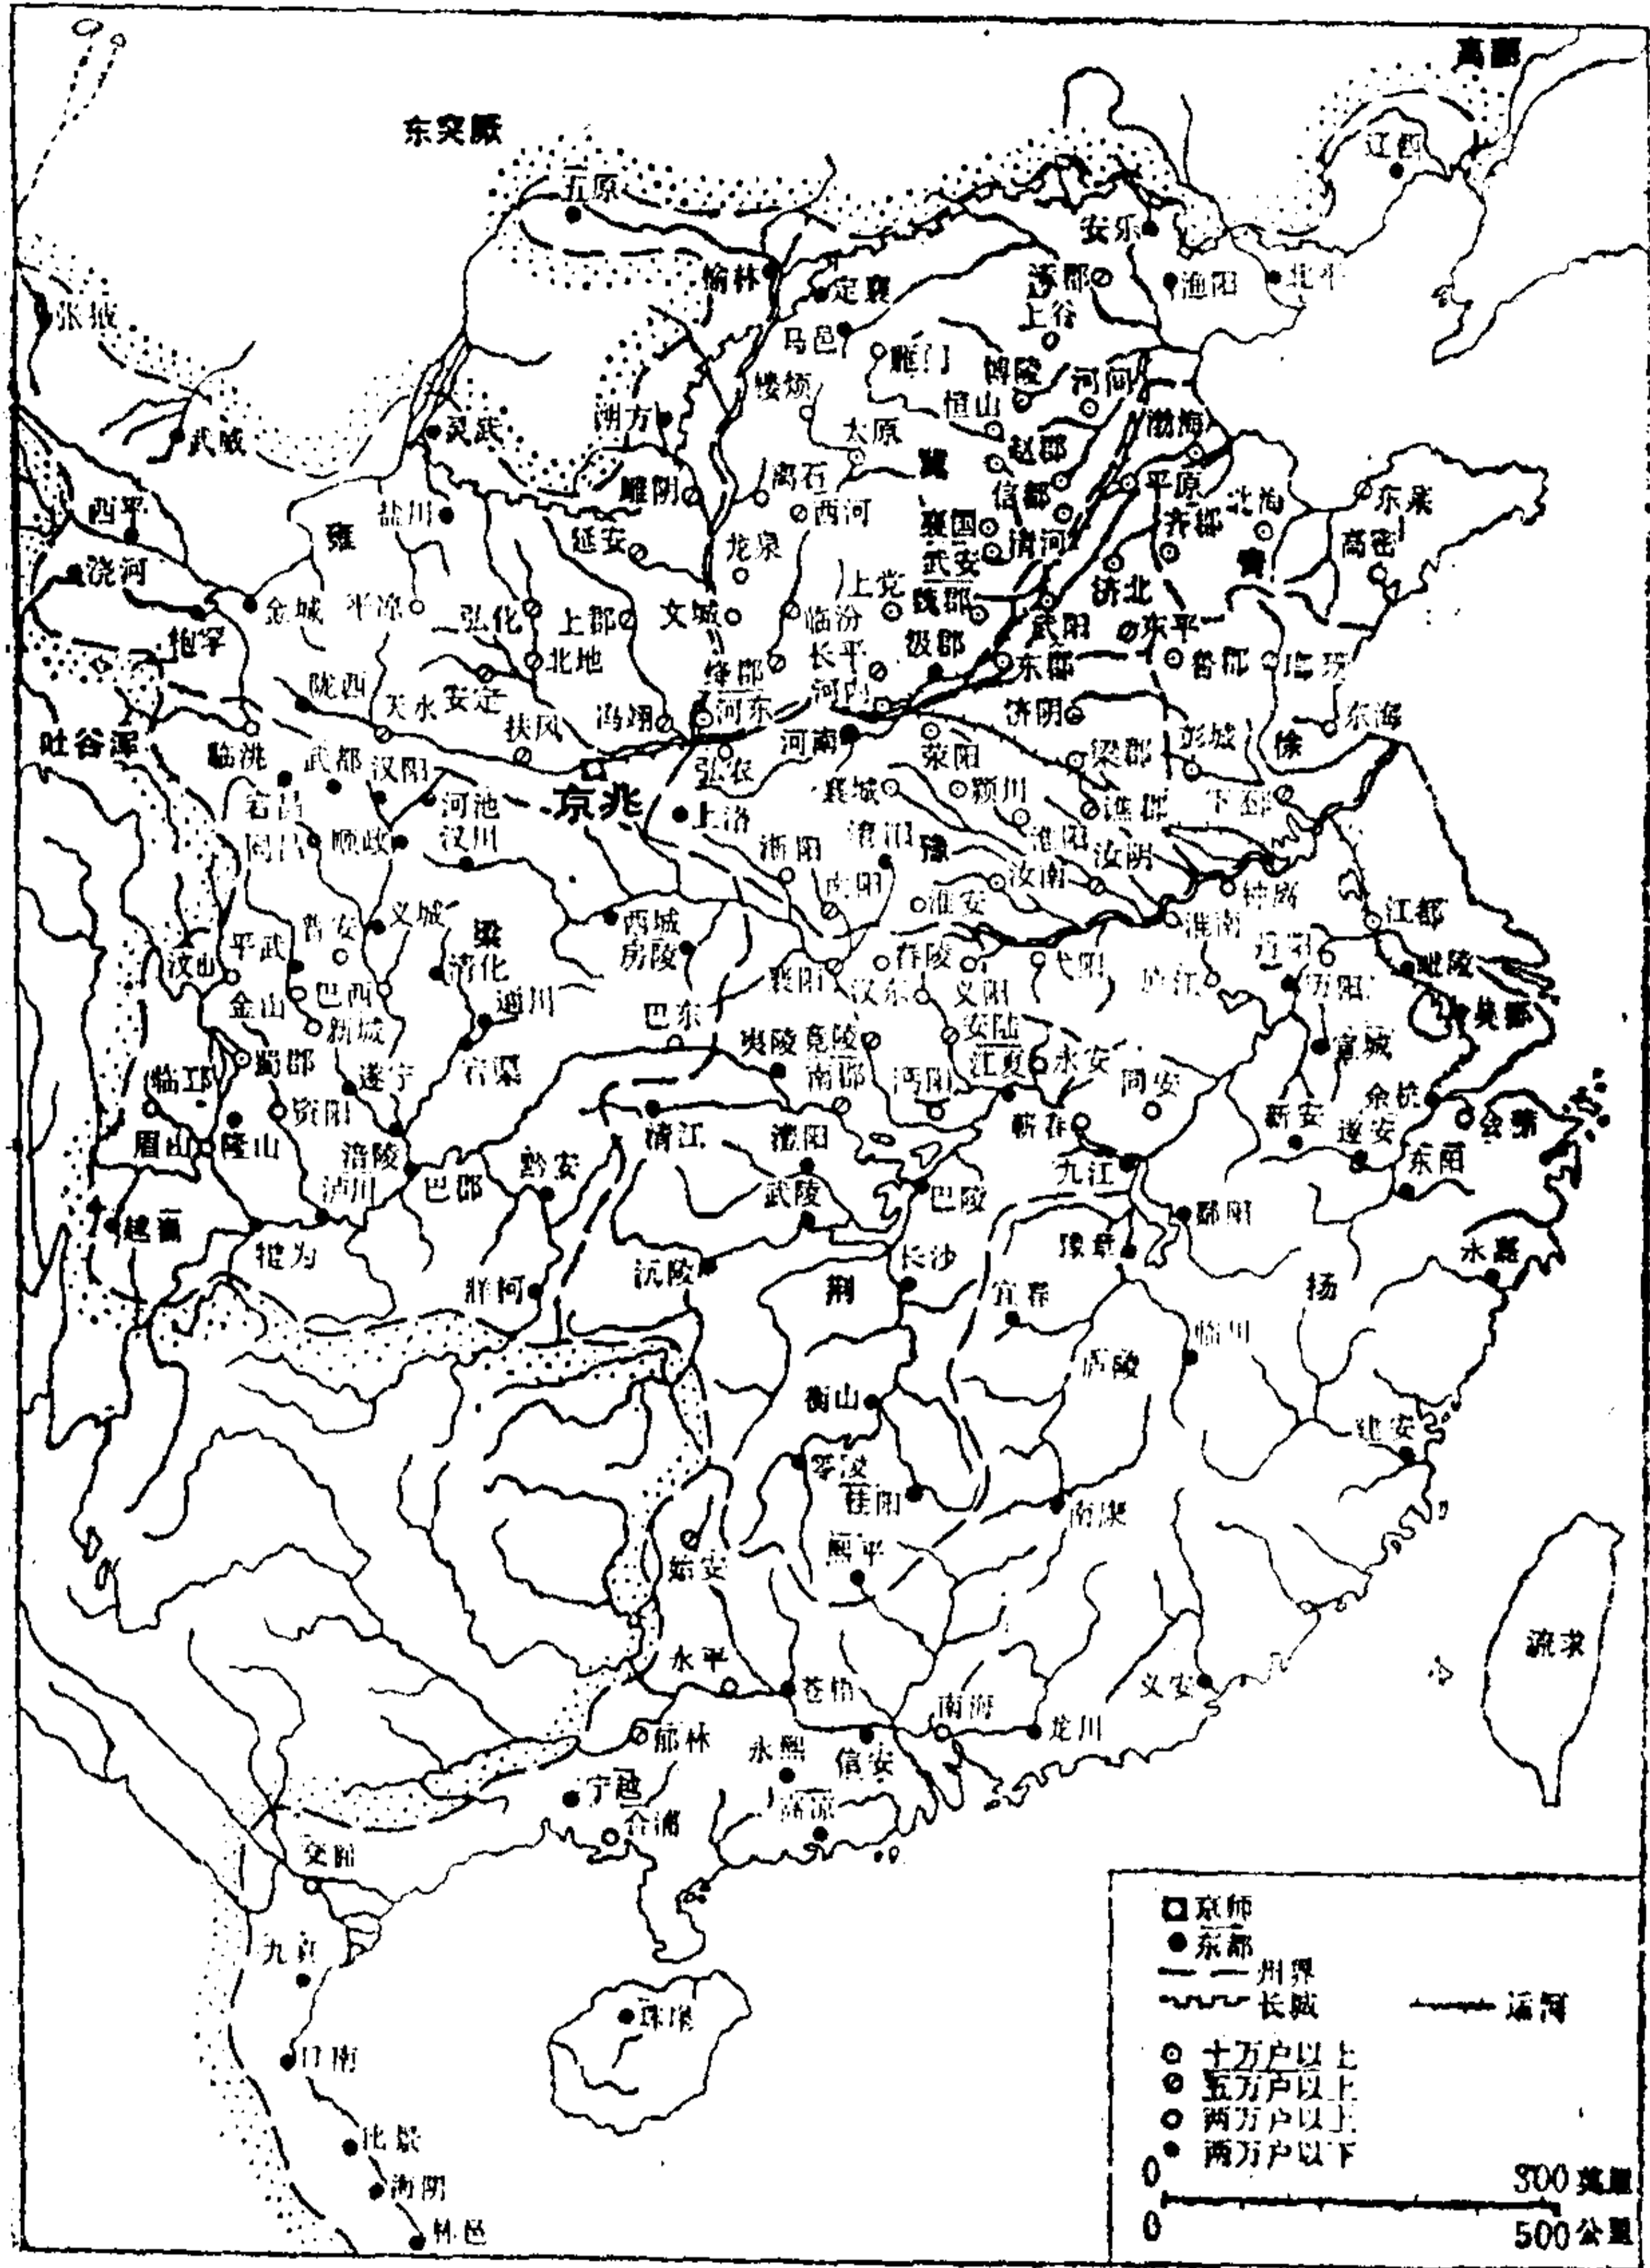 高丽
东突厥
辽西
五原
安乐
榆林
定襄
涿郡
渔阳
北平
上谷
张掖
马邑
雁门
博陵
河间
楼烦
恒山
朔方
太原
赵郡
渤海
武威
灵武
冀
离石
信都
平原
北海
东莱
雕阴
西平
盐川
雍
西河
襄国
清河
齐郡
延安
龙泉
武安
青
高密
浇河
上党
济北
魏郡
金城
平凉
弘化
上郡
文城
临汾
武阳
东平
枹罕
汲郡
北地
绛郡
长平
东郡
鲁郡
琅玡
陇西
天水
安定
冯翊
河东
河内
济阴
东海
扶风
吐谷浑
临洮
武都
汉阳
弘农
河南
荥阳
梁郡
彭城
徐
宕昌
河池
京兆
上洛
襄城
颍川
谯郡
下邳
同昌
顺政
汉川
淅阳
淯阳
豫
淮阳
汝阴
南阳
汝南
钟离
淮安
普安
义城
梁
西城
江都
淮南
平武
汶山
清化
房陵
舂陵
弋阳
丹阳
毗陵
襄阳
汉东
义阳
庐江
历阳
金山
巴西
通川
新城
巴东
吴郡
安陆
夷陵
竟陵
宣城
蜀郡
临邛
遂宁
宕渠
南郡
沔阳
江夏
永安
同安
余杭
资阳
会稽
蕲春
新安
遂安
眉山
隆山
清江
澧阳
涪陵
九江
东阳
泸川
巴郡
黔安
武陵
巴陵
越巂
鄱阳
犍为
豫章
永嘉
长沙
牂柯
沅陵
荆
宜春
扬
临川
庐陵
衡山
建安
零陵
桂阳
南康
熙平
始安
流求
永平
苍梧
义安
南海
龙川
郁林
永熙
信安
宁越
高凉
合浦
交趾
九真
珠崖
日南
比景
海阴
林邑
京师
东都
州界
长城
运河
十万户以上
五万户以上
两万户以上
两万户以下
0 300英里
0 500公里